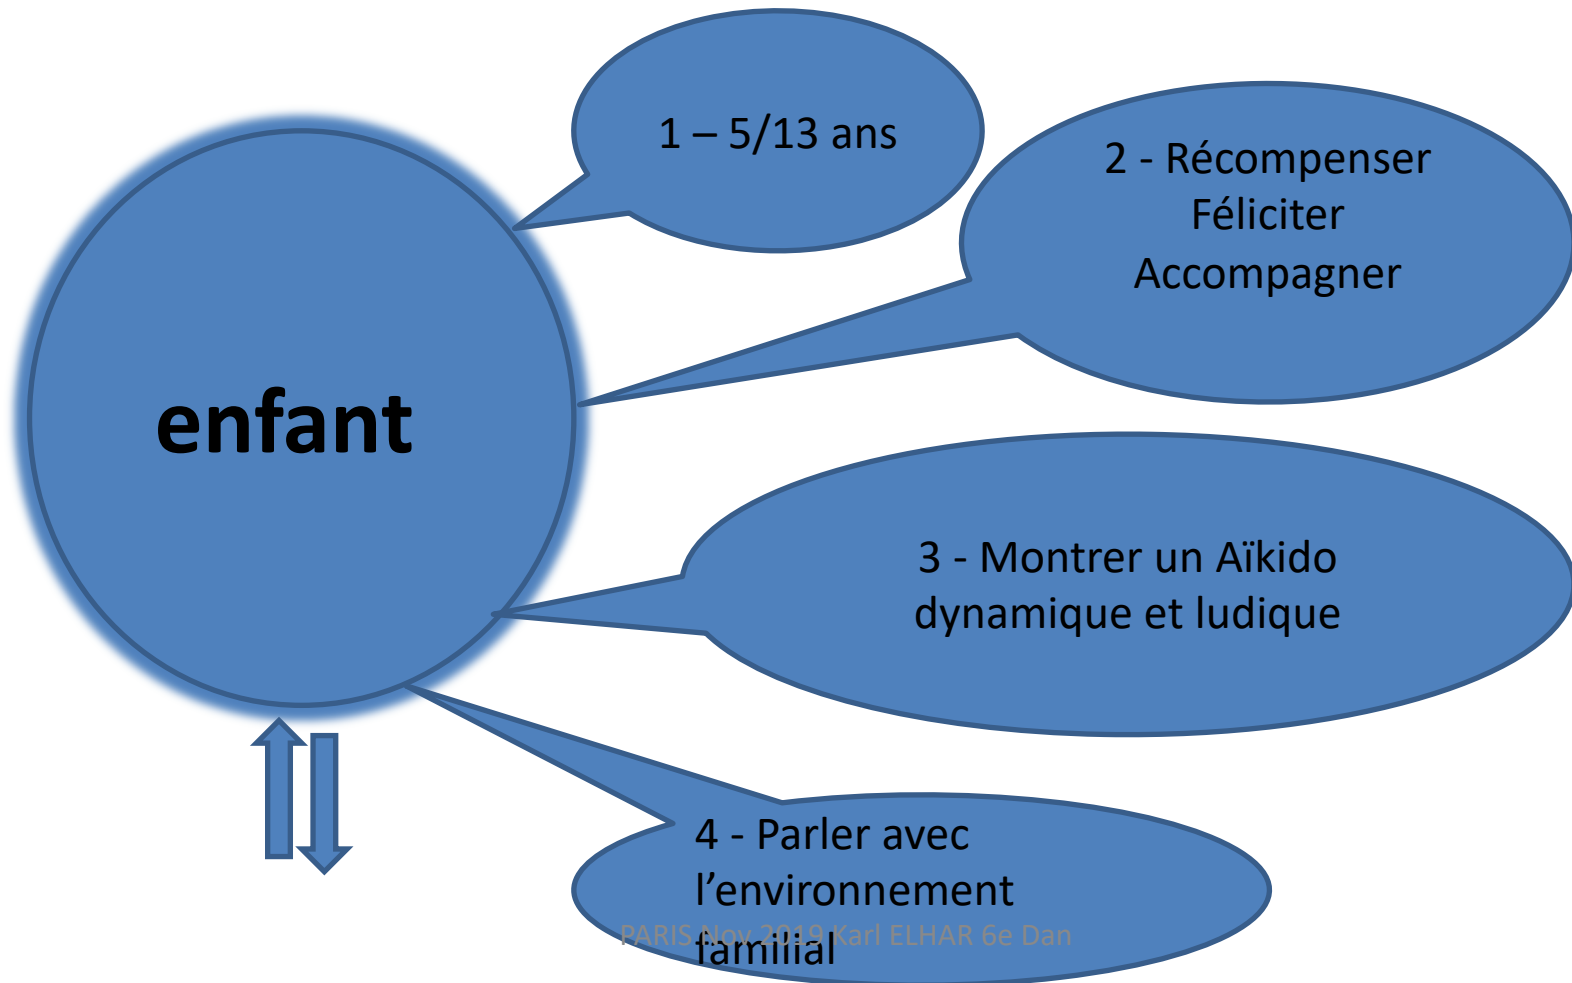 1 – 5/13 ans
2 - Récompenser
Féliciter
Accompagner
enfant
3 - Montrer un Aïkido
dynamique et ludique
4 - Parler avec
l’environnement
familial
PARIS Nov 2019 Karl ELHAR 6e Dan